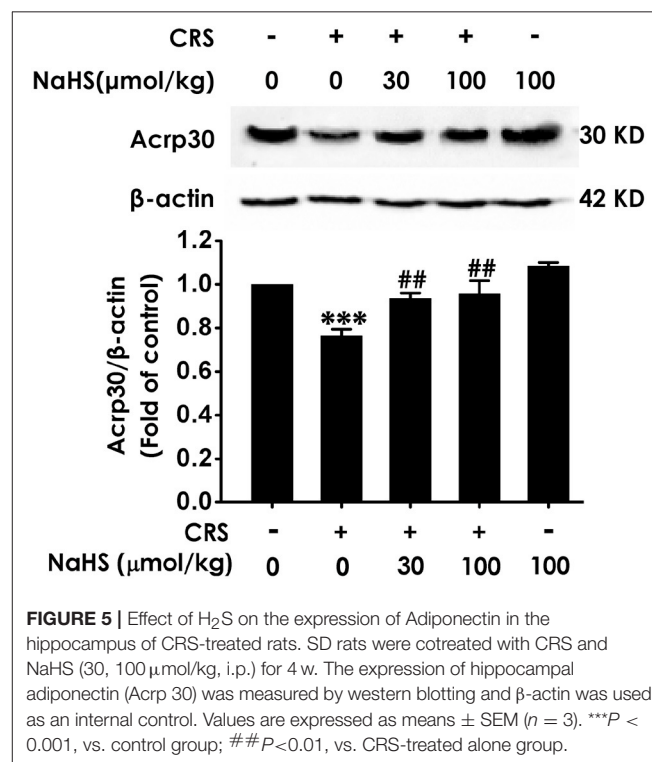 CRS - + + + -
NaHS(μmol/kg) 0 0 30 100 100
Acrp30 30 KD
β-actin 42 KD
Acrp30/β-actin
(Fold of control)
1.2
1.0
0.8
0.6
0.4
0.2
0.0
***
##
##
CRS - + + + -
NaHS (μmol/kg) 0 0 30 100 100
FIGURE 5 | Effect of H₂S on the expression of Adiponectin in the
hippocampus of CRS-treated rats. SD rats were cotreated with CRS and
NaHS (30, 100 μmol/kg, i.p.) for 4 w. The expression of hippocampal
adiponectin (Acrp 30) was measured by western blotting and β-actin was used
as an internal control. Values are expressed as means ± SEM (n = 3). ***P <
0.001, vs. control group; ##P<0.01, vs. CRS-treated alone group.